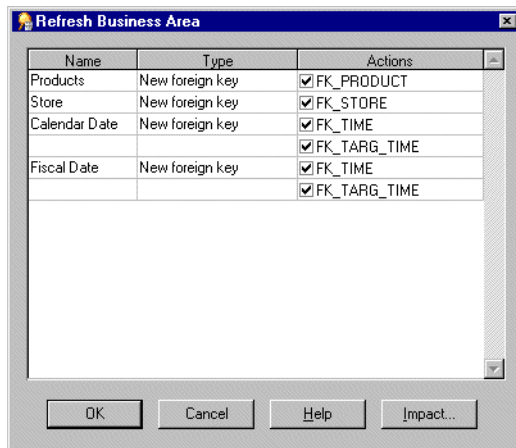 Refresh Business Area
Name Type Actions
Products New foreign key FK_PRODUCT
Store New foreign key FK_STORE
Calendar Date New foreign key FK_TIME
FK_TARG_TIME
Fiscal Date New foreign key FK_TIME
FK_TARG_TIME
OK Cancel Help Impact...